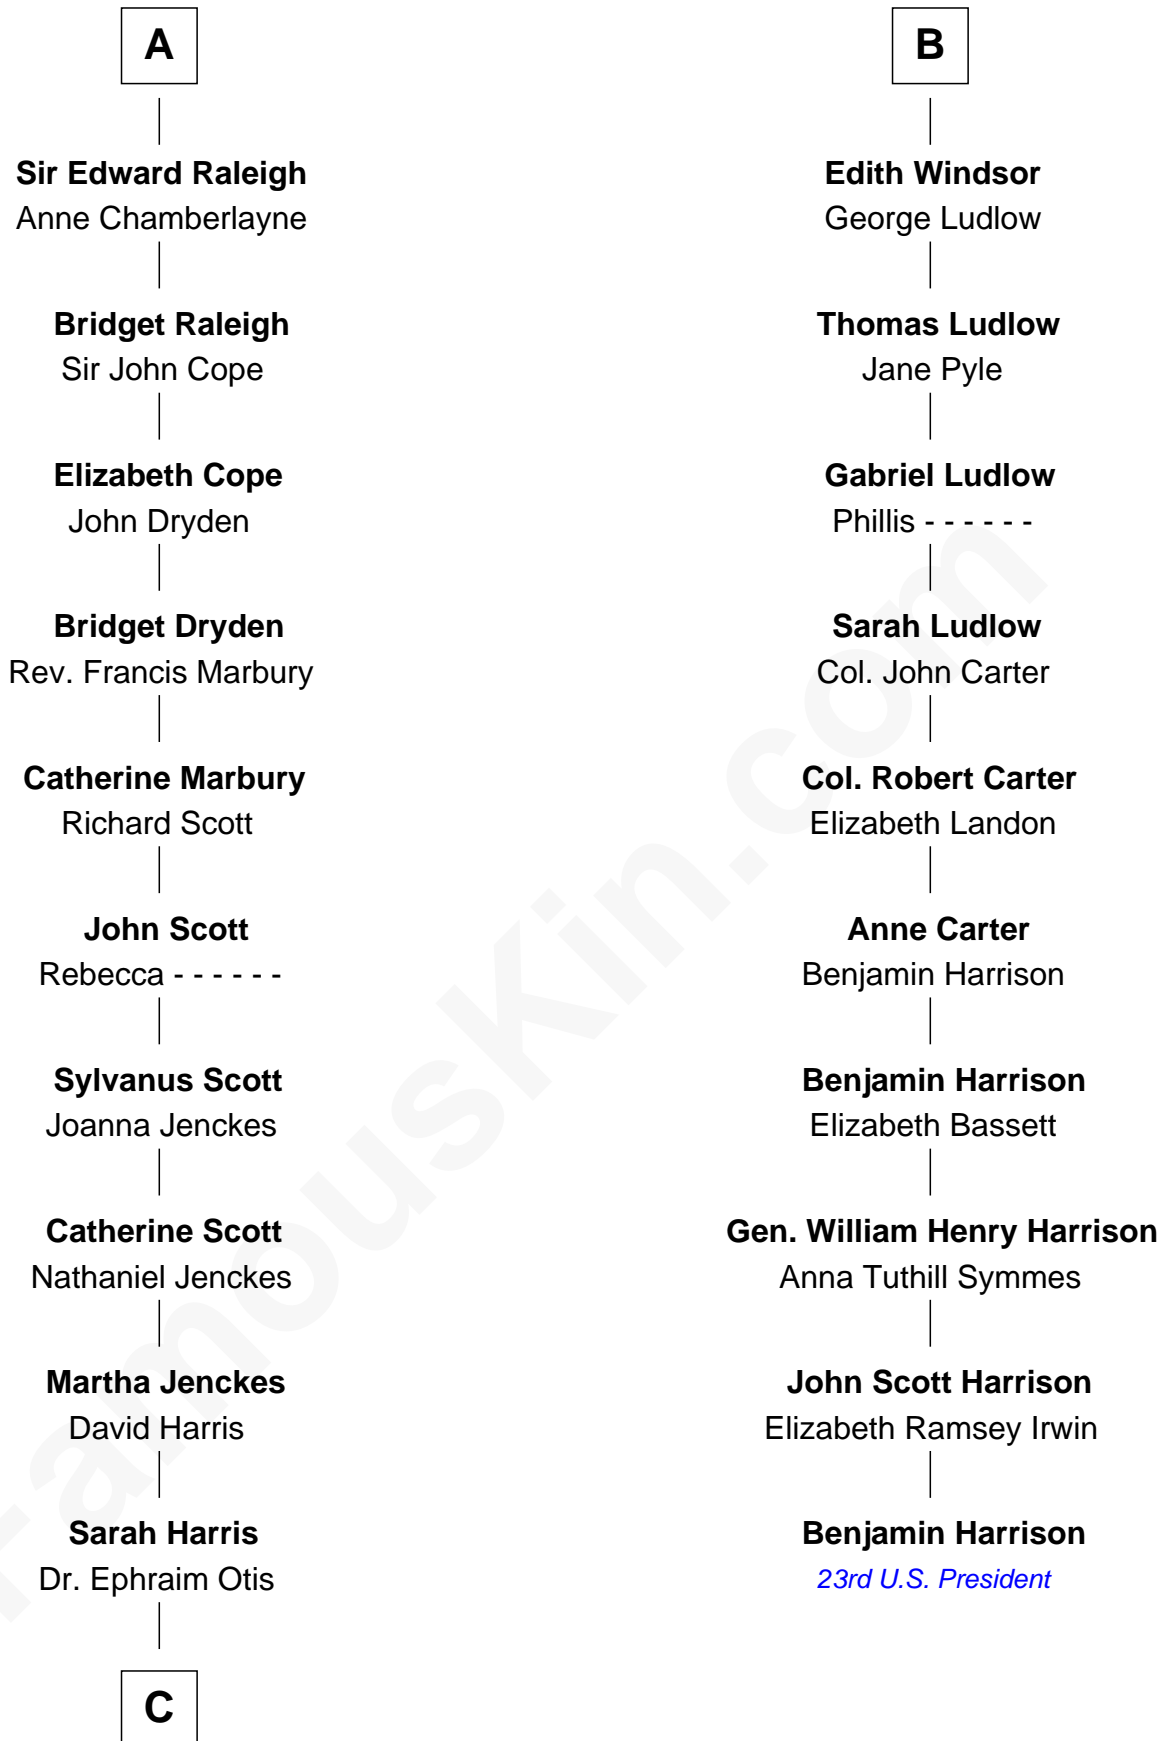 A
Sir Edward Raleigh
Anne Chamberlayne
Bridget Raleigh
Sir John Cope
Elizabeth Cope
John Dryden
Bridget Dryden
Rev. Francis Marbury
Catherine Marbury
Richard Scott
John Scott
Rebecca - - - - - -
Sylvanus Scott
Joanna Jenckes
Catherine Scott
Nathaniel Jenckes
Martha Jenckes
David Harris
Sarah Harris
Dr. Ephraim Otis
C
B
Edith Windsor
George Ludlow
Thomas Ludlow
Jane Pyle
Gabriel Ludlow
Phillis - - - - - -
Sarah Ludlow
Col. John Carter
Col. Robert Carter
Elizabeth Landon
Anne Carter
Benjamin Harrison
Benjamin Harrison
Elizabeth Bassett
Gen. William Henry Harrison
Anna Tuthill Symmes
John Scott Harrison
Elizabeth Ramsey Irwin
Benjamin Harrison
23rd U.S. President
FamousKin.com